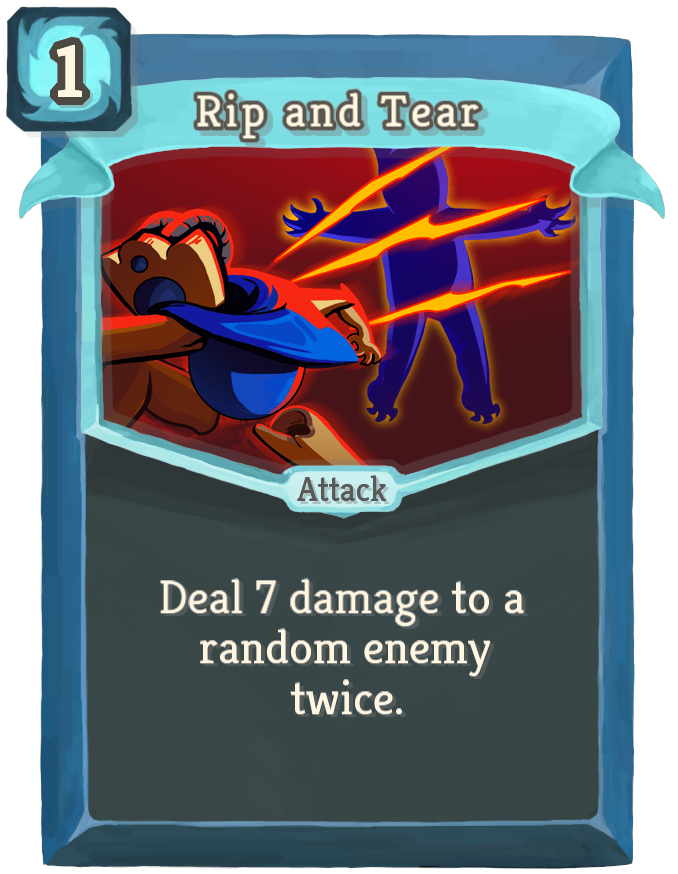 1
Rip and Tear
Attack
Deal 7 damage to a
random enemy
twice.